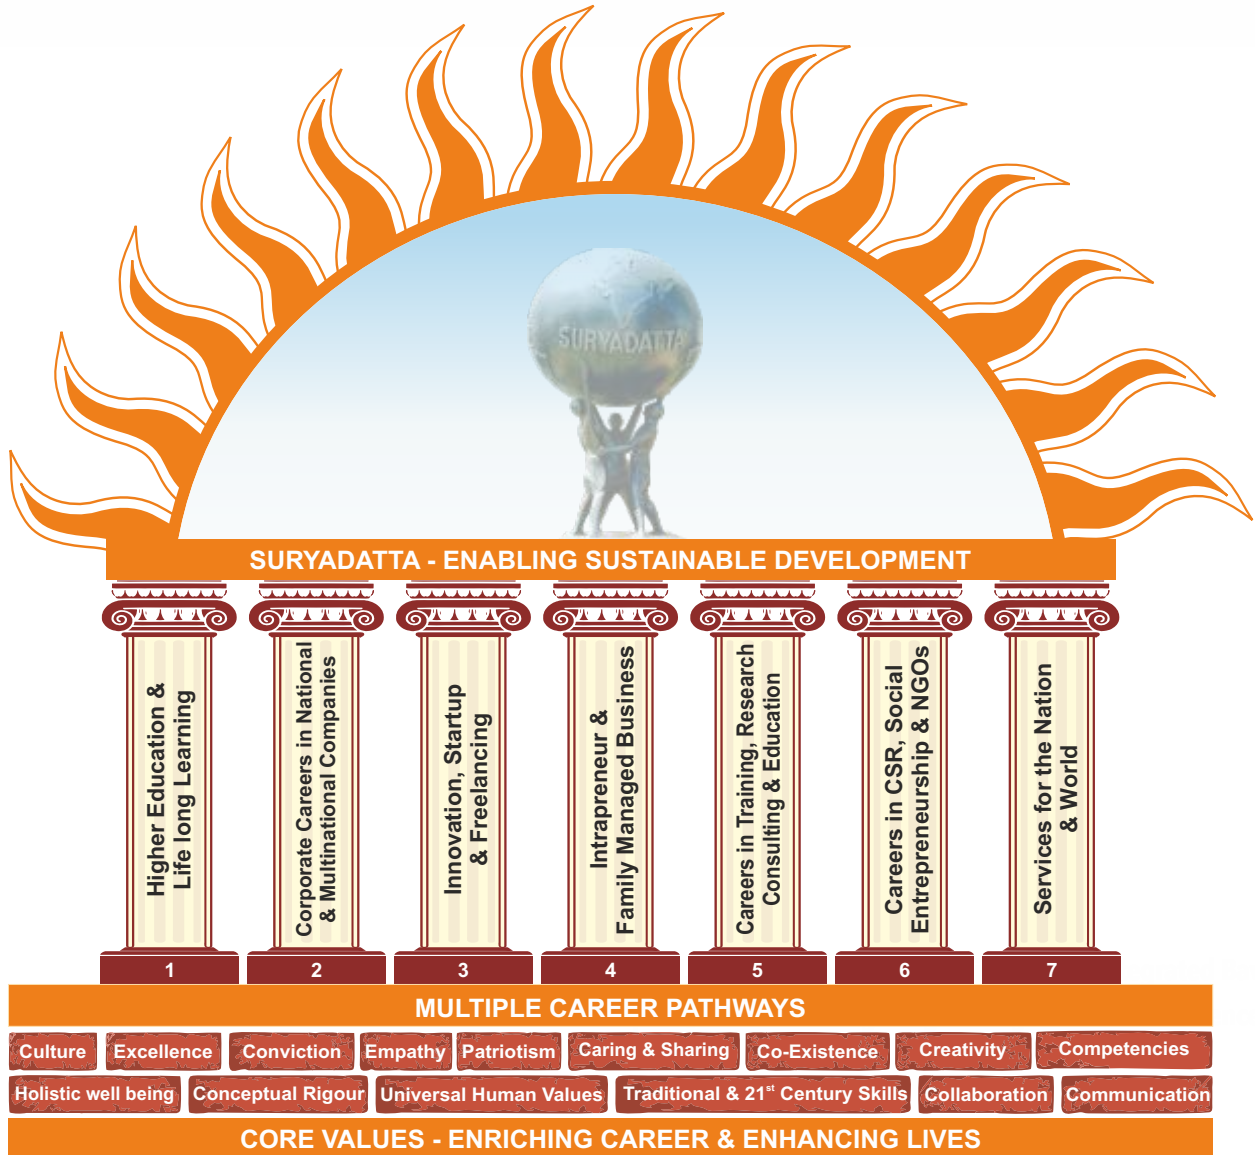 SURYADATTA
SURYADATTA - ENABLING SUSTAINABLE DEVELOPMENT
Higher Education &
Life long Learning
Corporate Careers in National
& Multinational Companies
Innovation, Startup
& Freelancing
Intrapreneur &
Family Managed Business
Careers in Training, Research
Consulting & Education
Careers in CSR, Social
Entrepreneurship & NGOs
Services for the Nation
& World
1 2 3 4 5 6 7
MULTIPLE CAREER PATHWAYS
Culture Excellence Conviction Empathy Patriotism Caring & Sharing Co-Existence Creativity Competencies
Holistic well being Conceptual Rigour Universal Human Values Traditional & 21st Century Skills Collaboration Communication
CORE VALUES - ENRICHING CAREER & ENHANCING LIVES